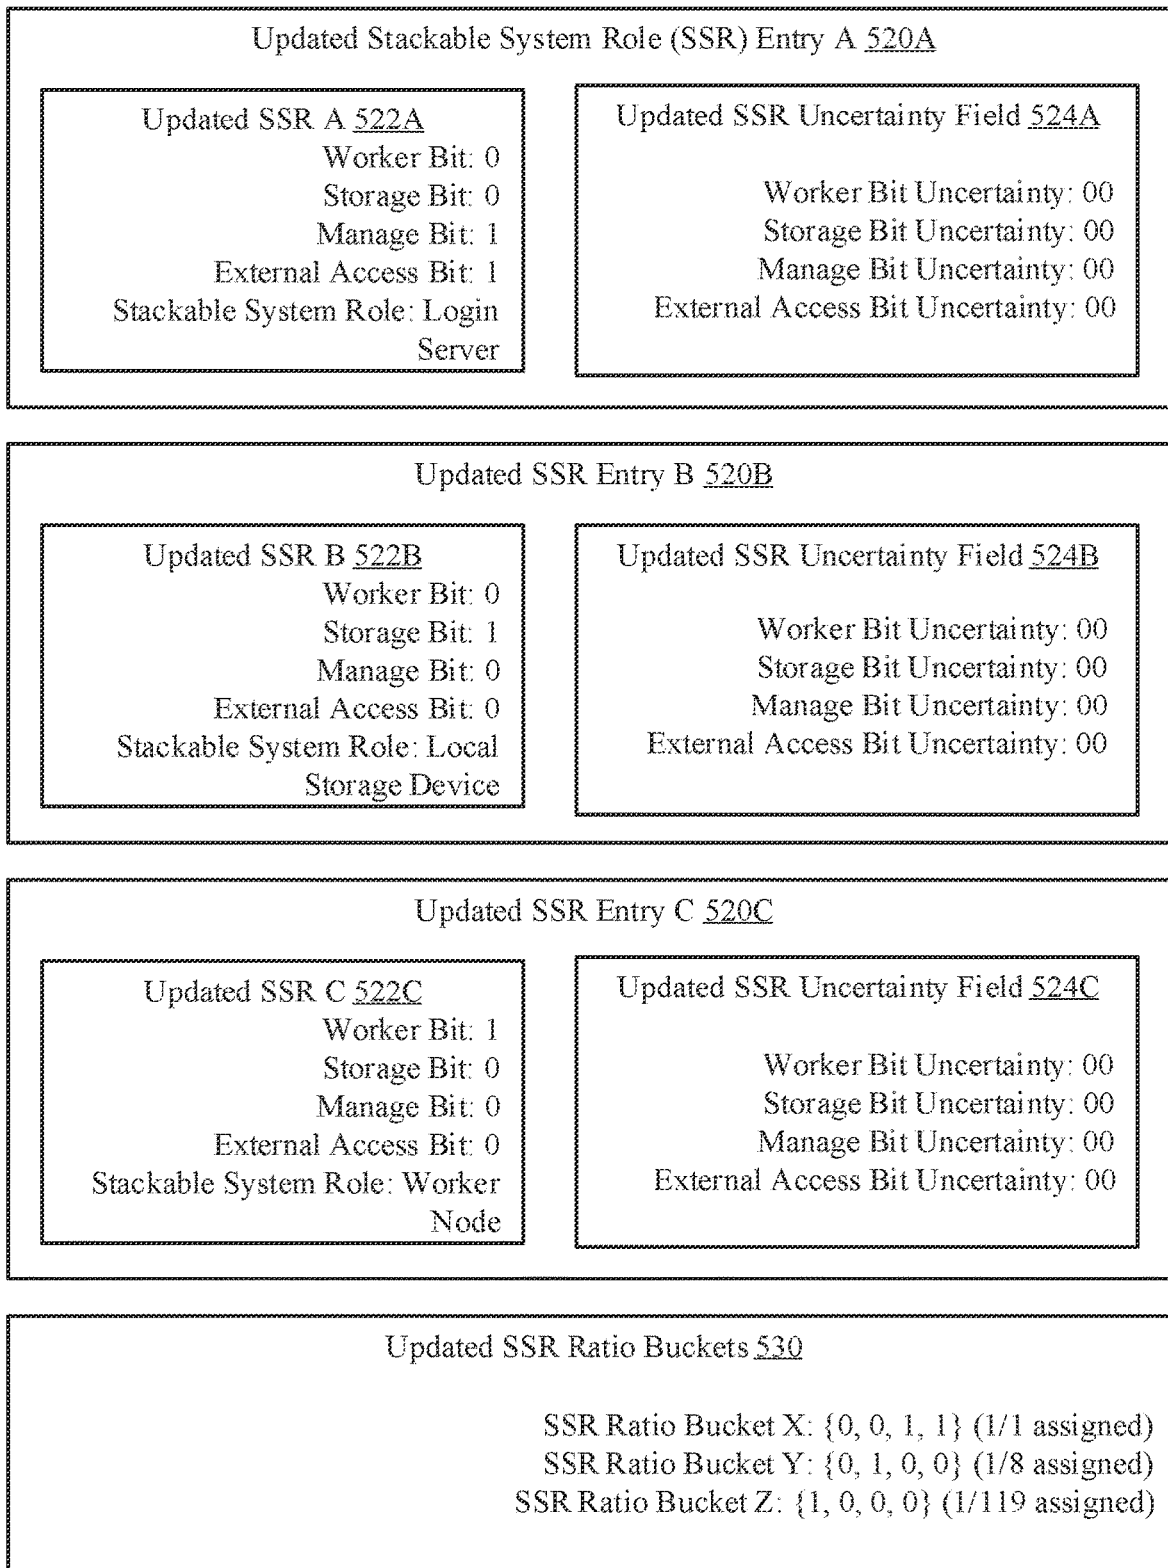 Updated Stackable System Role (SSR) Entry A 520A
Updated SSR A 522A
Worker Bit: 0
Storage Bit: 0
Manage Bit: 1
External Access Bit: 1
Stackable System Role: Login
Server
Updated SSR Uncertainty Field 524A
Worker Bit Uncertainty: 00
Storage Bit Uncertainty: 00
Manage Bit Uncertainty: 00
External Access Bit Uncertainty: 00
Updated SSR Entry B 520B
Updated SSR B 522B
Worker Bit: 0
Storage Bit: 1
Manage Bit: 0
External Access Bit: 0
Stackable System Role: Local
Storage Device
Updated SSR Uncertainty Field 524B
Worker Bit Uncertainty: 00
Storage Bit Uncertainty: 00
Manage Bit Uncertainty: 00
External Access Bit Uncertainty: 00
Updated SSR Entry C 520C
Updated SSR C 522C
Worker Bit: 1
Storage Bit: 0
Manage Bit: 0
External Access Bit: 0
Stackable System Role: Worker
Node
Updated SSR Uncertainty Field 524C
Worker Bit Uncertainty: 00
Storage Bit Uncertainty: 00
Manage Bit Uncertainty: 00
External Access Bit Uncertainty: 00
Updated SSR Ratio Buckets 530
SSR Ratio Bucket X: {0, 0, 1, 1} (1/1 assigned)
SSR Ratio Bucket Y: {0, 1, 0, 0} (1/8 assigned)
SSR Ratio Bucket Z: {1, 0, 0, 0} (1/119 assigned)